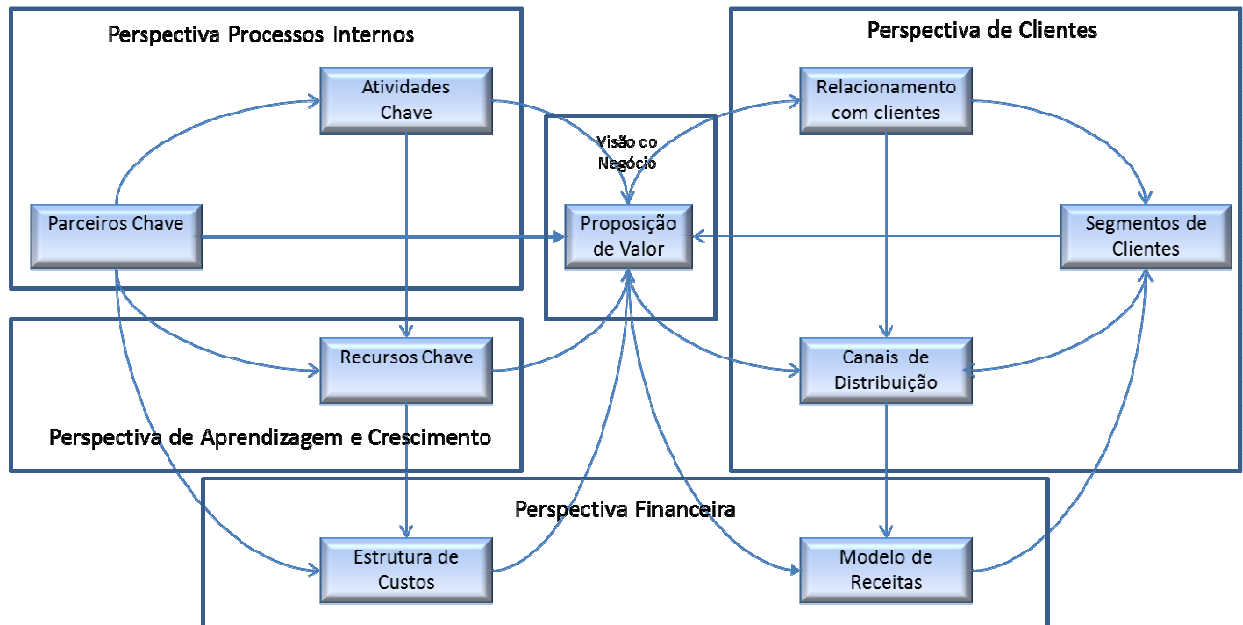 Perspectiva Processos Internos
Perspectiva de Clientes
Atividades
Chave
Relacionamento
com clientes
Visão co
Negócio
Parceiros Chave
Proposição
de Valor
Segmentos de
Clientes
Recursos Chave
Canais de
Distribuição
Perspectiva de Aprendizagem e Crescimento
Perspectiva Financeira
Estrutura de
Custos
Modelo de
Receitas